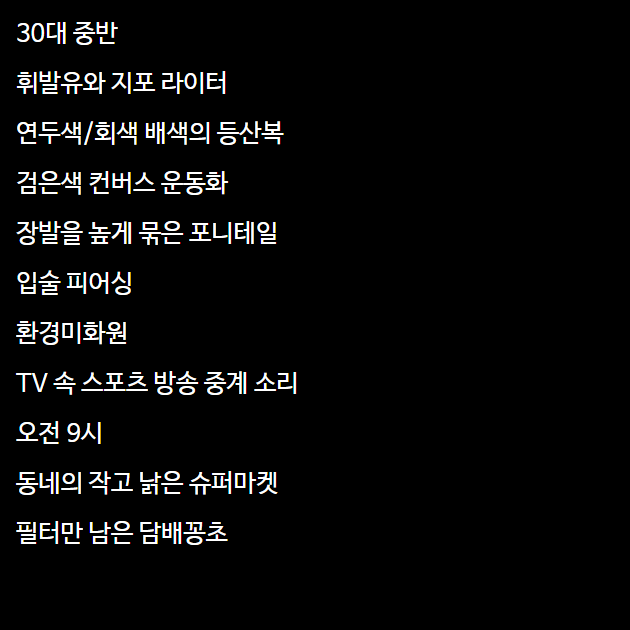 30대 중반
휘발유와 지포 라이터
연두색/회색 배색의 등산복
검은색 컨버스 운동화
장발을 높게 묶은 포니테일
입술 피어싱
환경미화원
TV 속 스포츠 방송 중계 소리
오전 9시
동네의 작고 낡은 슈퍼마켓
필터만 남은 담배꽁초